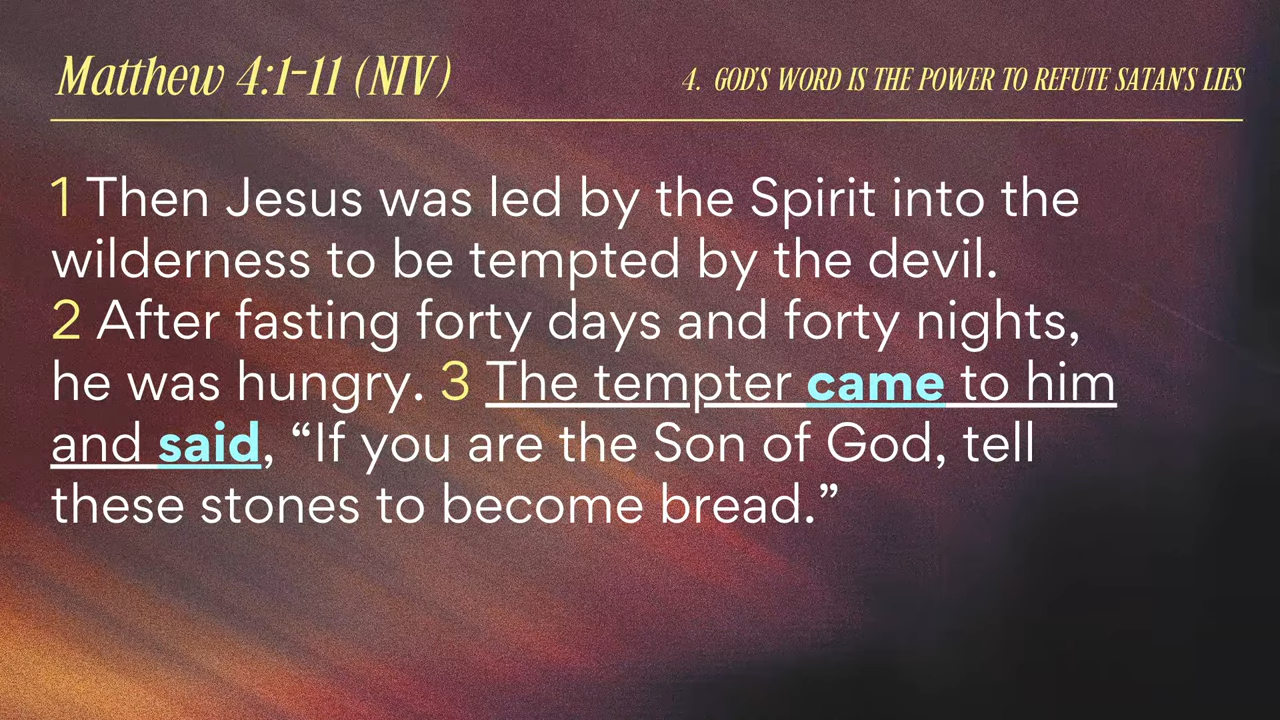 Matthew 4:1-11 (NIV)
4. GOD'S WORD IS THE POWER TO REFUTE SATAN'S LIES
1 Then Jesus was led by the Spirit into the
wilderness to be tempted by the devil.
2 After fasting forty days and forty nights,
he was hungry. 3 The tempter came to him
and said, “If you are the Son of God, tell
these stones to become bread.”